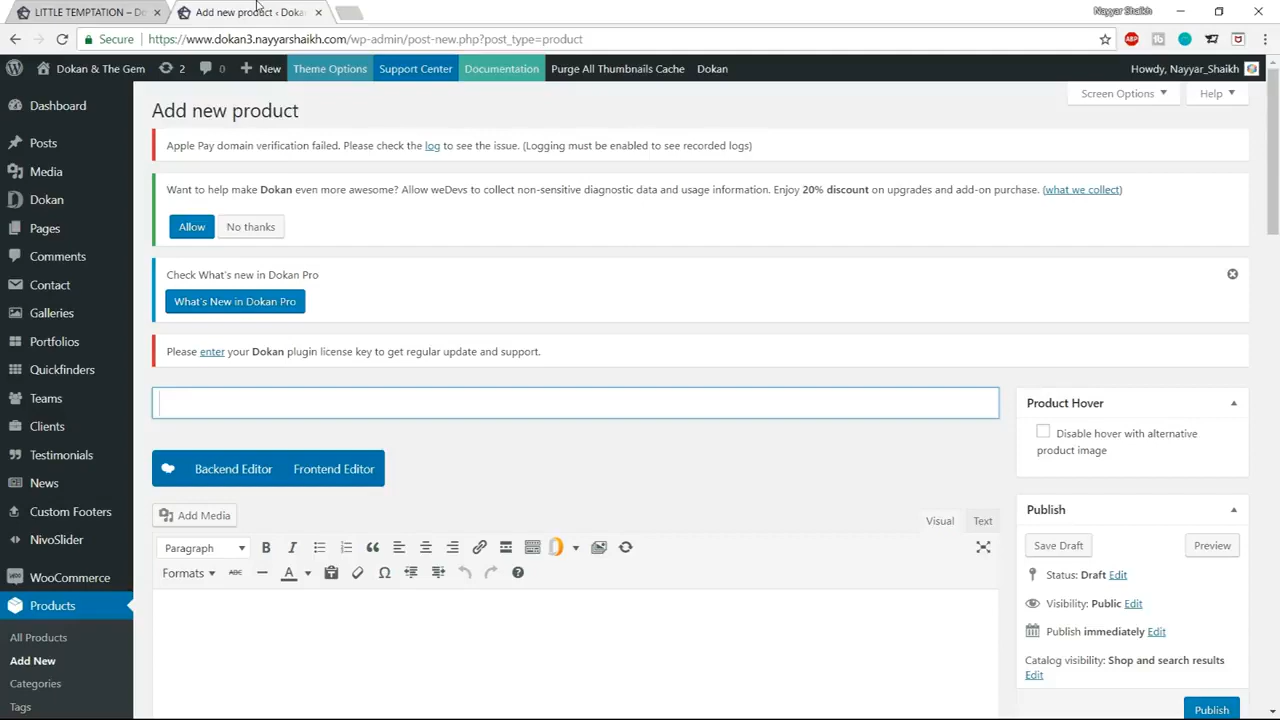 LITTLE TEMPTATION – Do
Add new product ‹ Dokan
Nayyar Shaikh
Secure
https://www.dokan3.nayyarshaikh.com/wp-admin/post-new.php?post_type=product
ABP
Dokan & The Gem
2
0
New
Theme Options
Support Center
Documentation
Purge All Thumbnails Cache
Dokan
Howdy, Nayyar_Shaikh
Dashboard
Posts
Media
Dokan
Pages
Comments
Contact
Galleries
Portfolios
Quickfinders
Teams
Clients
Testimonials
News
Custom Footers
NivoSlider
WooCommerce
Products
All Products
Add New
Categories
Tags
Screen Options
Help
Add new product
Apple Pay domain verification failed. Please check the log to see the issue. (Logging must be enabled to see recorded logs)
Want to help make Dokan even more awesome? Allow weDevs to collect non-sensitive diagnostic data and usage information. Enjoy 20% discount on upgrades and add-on purchase. (what we collect)
Allow
No thanks
Check What's new in Dokan Pro
What's New in Dokan Pro
Please enter your Dokan plugin license key to get regular update and support.
Backend Editor
Frontend Editor
Add Media
Visual
Text
Paragraph
B
I
Formats
ABC
A
Product Hover
Disable hover with alternative
product image
Publish
Save Draft
Preview
Status: Draft Edit
Visibility: Public Edit
Publish immediately Edit
Catalog visibility: Shop and search results
Edit
Publish